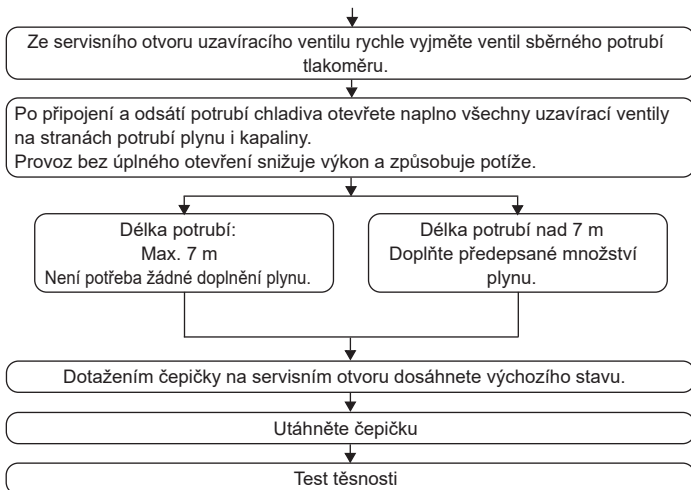 Ze servisního otvoru uzavíracího ventilu rychle vyjměte ventil sběrného potrubí
tlakoměru.
Po připojení a odsátí potrubí chladiva otevřete naplno všechny uzavírací ventily
na stranách potrubí plynu i kapaliny.
Provoz bez úplného otevření snižuje výkon a způsobuje potíže.
Délka potrubí:
Max. 7 m
Není potřeba žádné doplnění plynu.
Délka potrubí nad 7 m
Doplňte předepsané množství
plynu.
Dotažením čepičky na servisním otvoru dosáhnete výchozího stavu.
Utáhněte čepičku
Test těsnosti